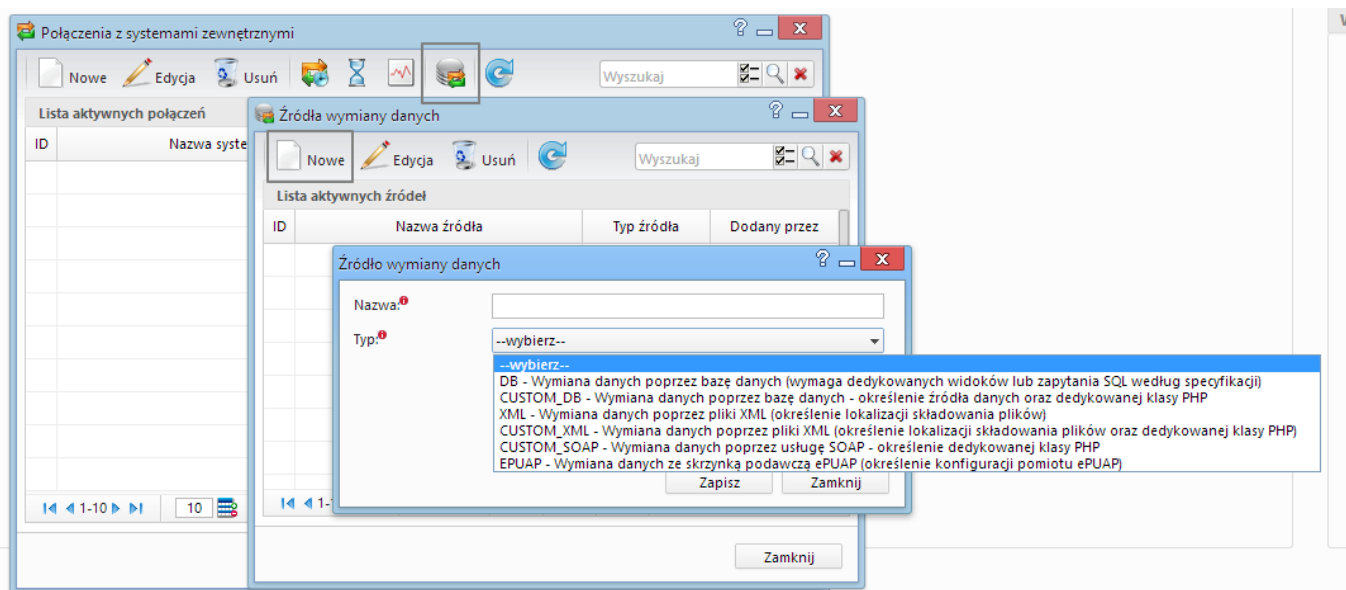 Połączenia z systemami zewnętrznymi
Nowe Edycja Usuń Wyszukaj
Lista aktywnych połączeń
ID Nazwa syste
1-10 10
Źródła wymiany danych
Nowe Edycja Usuń Wyszukaj
Lista aktywnych źródeł
ID Nazwa źródła Typ źródła Dodany przez
Źródło wymiany danych
Nazwa:
Typ: --wybierz--
--wybierz--
DB - Wymiana danych poprzez bazę danych (wymaga dedykowanych widoków lub zapytania SQL według specyfikacji)
CUSTOM_DB - Wymiana danych poprzez bazę danych - określenie źródła danych oraz dedykowanej klasy PHP
XML - Wymiana danych poprzez pliki XML (określenie lokalizacji składowania plików)
CUSTOM_XML - Wymiana danych poprzez pliki XML (określenie lokalizacji składowania plików oraz dedykowanej klasy PHP)
CUSTOM_SOAP - Wymiana danych poprzez usługę SOAP - określenie dedykowanej klasy PHP
EPUAP - Wymiana danych ze skrzynką podawczą ePUAP (określenie konfiguracji pomiotu ePUAP)
Zapisz Zamknij
1-
Zamknij